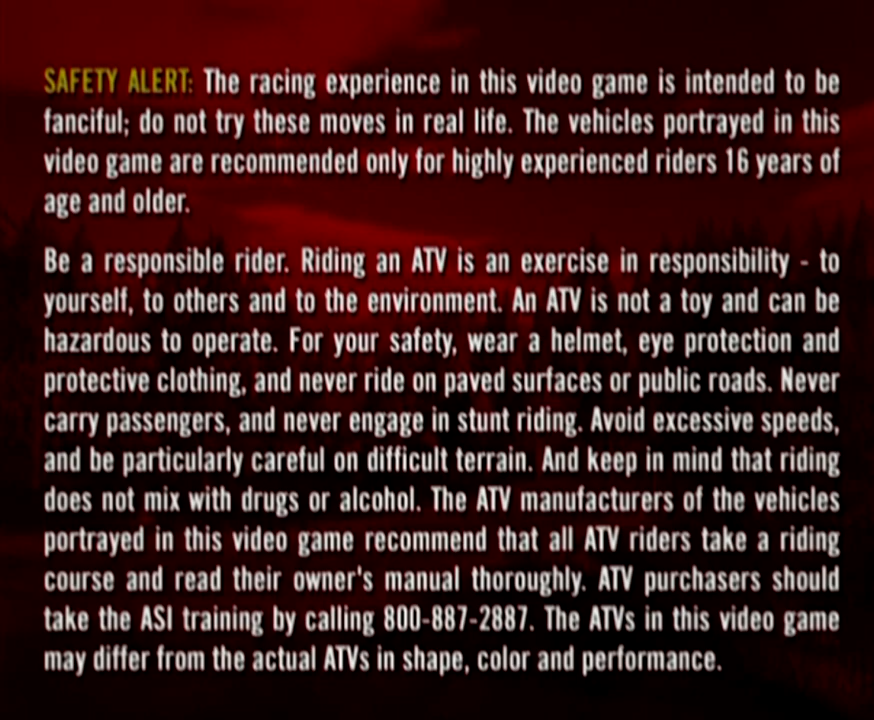 SAFETY ALERT: The racing experience in this video game is intended to be
fanciful; do not try these moves in real life. The vehicles portrayed in this
video game are recommended only for highly experienced riders 16 years of
age and older.
Be a responsible rider. Riding an ATV is an exercise in responsibility - to
yourself, to others and to the environment. An ATV is not a toy and can be
hazardous to operate. For your safety, wear a helmet, eye protection and
protective clothing, and never ride on paved surfaces or public roads. Never
carry passengers, and never engage in stunt riding. Avoid excessive speeds,
and be particularly careful on difficult terrain. And keep in mind that riding
does not mix with drugs or alcohol. The ATV manufacturers of the vehicles
portrayed in this video game recommend that all ATV riders take a riding
course and read their owner's manual thoroughly. ATV purchasers should
take the ASI training by calling 800-887-2887. The ATVs in this video game
may differ from the actual ATVs in shape, color and performance.